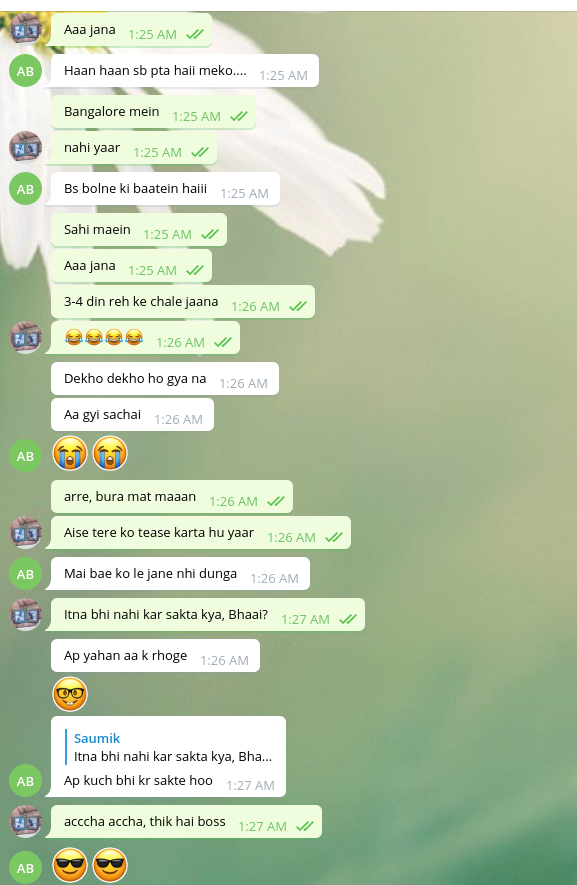 Aaa jana 1:25 AM
AB
Haan haan sb pta haii meko.... 1:25 AM
Bangalore mein 1:25 AM
nahi yaar 1:25 AM
AB
Bs bolne ki baatein haiii 1:25 AM
Sahi maein 1:25 AM
Aaa jana 1:25 AM
3-4 din reh ke chale jaana 1:26 AM
😂😂😂😂 1:26 AM
Dekho dekho ho gya na 1:26 AM
Aa gyi sachai 1:26 AM
AB
😭😭
arre, bura mat maaan 1:26 AM
Aise tere ko tease karta hu yaar 1:26 AM
AB
Mai bae ko le jane nhi dunga 1:26 AM
Itna bhi nahi kar sakta kya, Bhaai? 1:27 AM
Ap yahan aa k rhoge 1:26 AM
🤓
Saumik
Itna bhi nahi kar sakta kya, Bha...
AB
Ap kuch bhi kr sakte hoo 1:27 AM
acccha accha, thik hai boss 1:27 AM
AB
😎😎